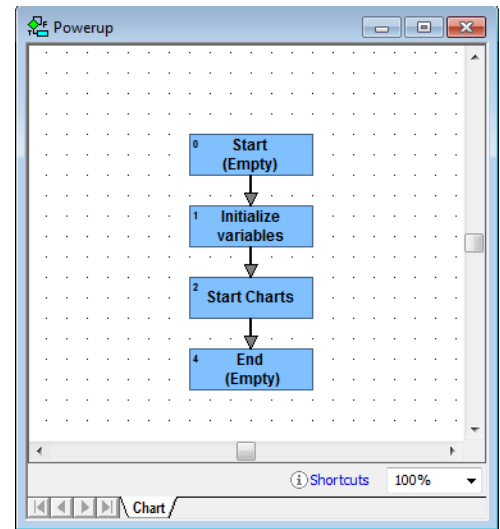 Powerup
0 Start
(Empty)
1 Initialize
variables
2 Start Charts
4 End
(Empty)
Shortcuts 100%
Chart